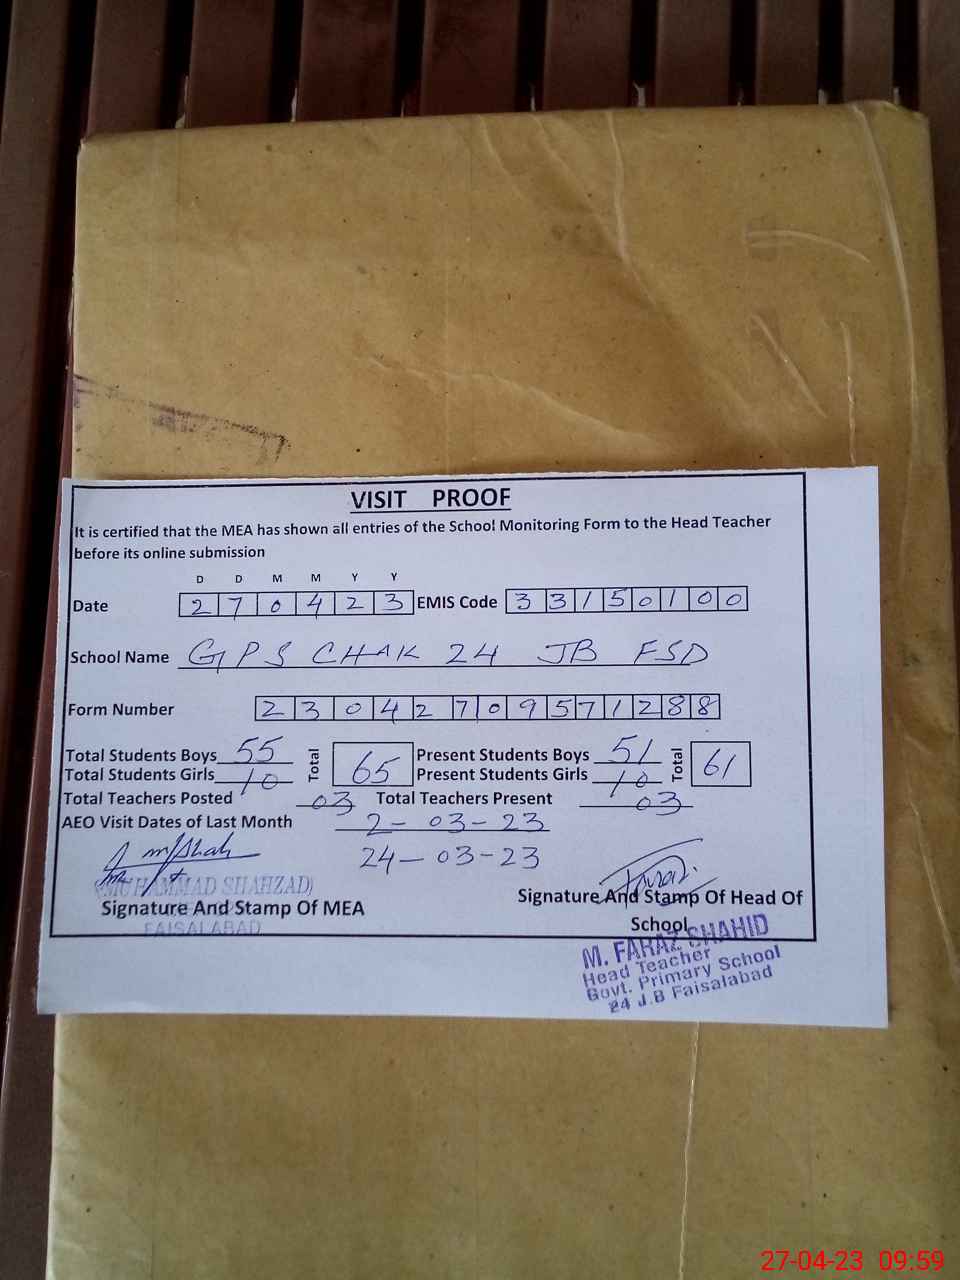 VISIT PROOF
It is certified that the MEA has shown all entries of the School Monitoring Form to the Head Teacher
before its online submission
D D M M Y Y
Date 2 7 0 4 2 3 EMIS Code 3 3 1 5 0 1 0 0
School Name GPS CHAK 24 JB FSD
Form Number 2 3 0 4 2 7 0 9 5 7 1 2 8 8
Total Students Boys 55 Total 65 Present Students Boys 51 Total 61
Total Students Girls 10 Present Students Girls 10
Total Teachers Posted 03 Total Teachers Present 03
AEO Visit Dates of Last Month 2-03-23
24-03-23
(MUHAMMAD SHAHZAD)
Signature And Stamp Of MEA
FAISALABAD
Signature And Stamp Of Head Of
School
M. FARAZ SHAHID
Head Teacher
Govt. Primary School
24 J.B Faisalabad
27-04-23 09:59